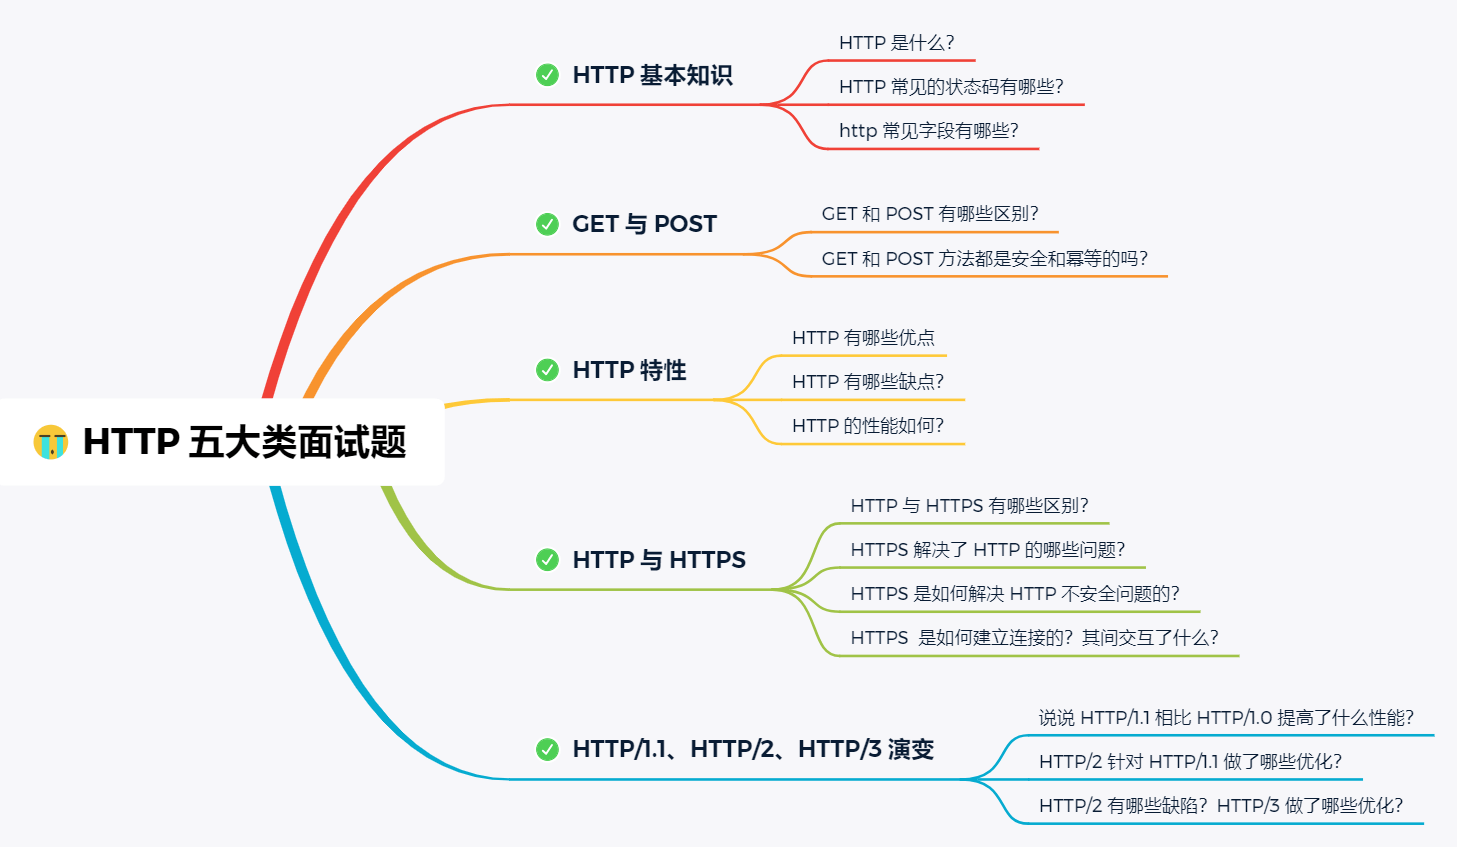 HTTP 五大类面试题
HTTP 基本知识
HTTP 是什么？
HTTP 常见的状态码有哪些？
http 常见字段有哪些？
GET 与 POST
GET 和 POST 有哪些区别？
GET 和 POST 方法都是安全和幂等的吗？
HTTP 特性
HTTP 有哪些优点
HTTP 有哪些缺点？
HTTP 的性能如何？
HTTP 与 HTTPS
HTTP 与 HTTPS 有哪些区别？
HTTPS 解决了 HTTP 的哪些问题？
HTTPS 是如何解决 HTTP 不安全问题的？
HTTPS 是如何建立连接的？其间交互了什么？
HTTP/1.1、HTTP/2、HTTP/3 演变
说说 HTTP/1.1 相比 HTTP/1.0 提高了什么性能？
HTTP/2 针对 HTTP/1.1 做了哪些优化？
HTTP/2 有哪些缺陷？HTTP/3 做了哪些优化？